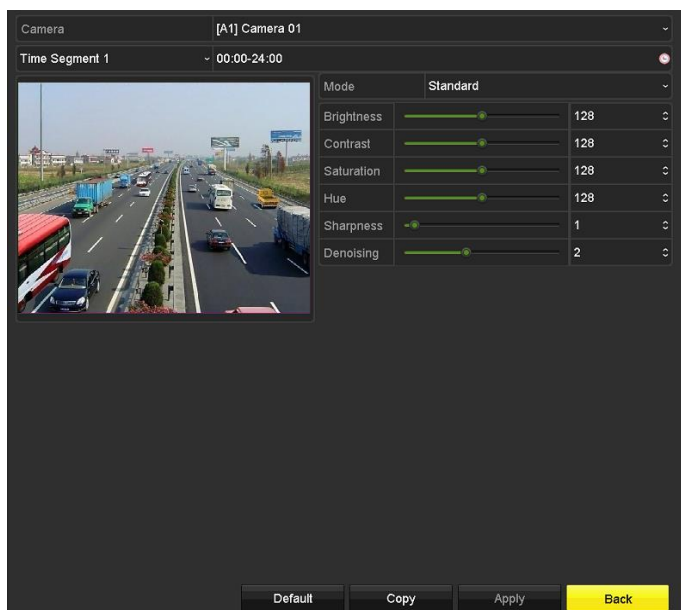 Camera [A1] Camera 01
Time Segment 1 00:00-24:00
Mode Standard
Brightness 128
Contrast 128
Saturation 128
Hue 128
Sharpness 1
Denoising 2
Default Copy Apply Back